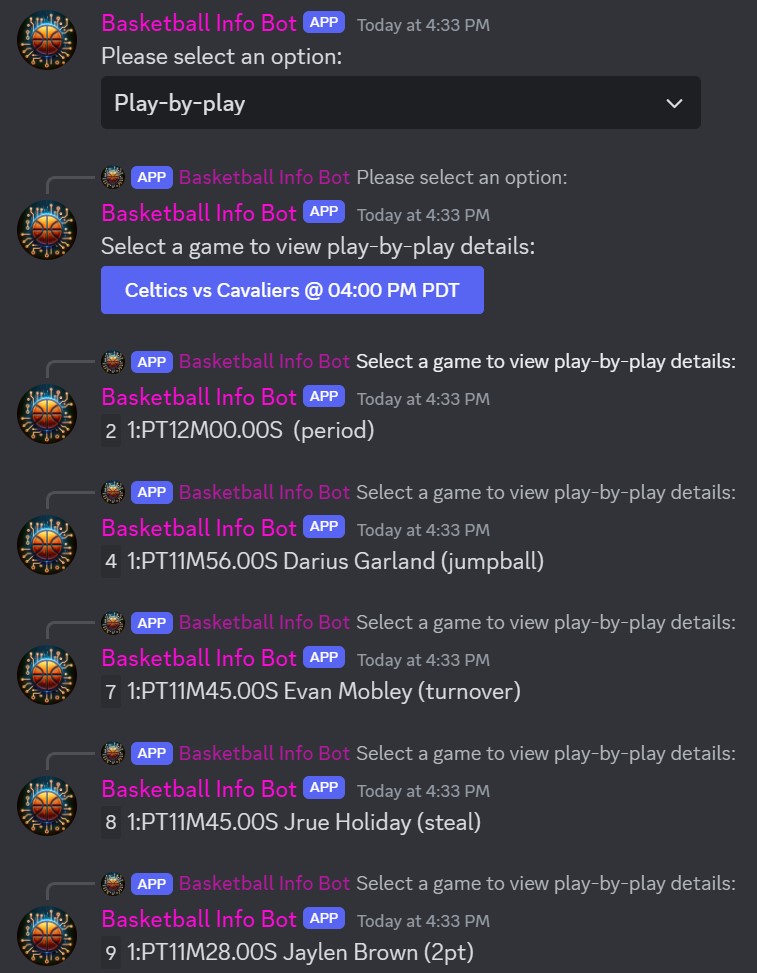 Basketball Info Bot APP Today at 4:33 PM
Please select an option:
Play-by-play
APP Basketball Info Bot Please select an option:
Basketball Info Bot APP Today at 4:33 PM
Select a game to view play-by-play details:
Celtics vs Cavaliers @ 04:00 PM PDT
APP Basketball Info Bot Select a game to view play-by-play details:
Basketball Info Bot APP Today at 4:33 PM
2 1:PT12M00.00S (period)
APP Basketball Info Bot Select a game to view play-by-play details:
Basketball Info Bot APP Today at 4:33 PM
4 1:PT11M56.00S Darius Garland (jumpball)
APP Basketball Info Bot Select a game to view play-by-play details:
Basketball Info Bot APP Today at 4:33 PM
7 1:PT11M45.00S Evan Mobley (turnover)
APP Basketball Info Bot Select a game to view play-by-play details:
Basketball Info Bot APP Today at 4:33 PM
8 1:PT11M45.00S Jrue Holiday (steal)
APP Basketball Info Bot Select a game to view play-by-play details:
Basketball Info Bot APP Today at 4:33 PM
9 1:PT11M28.00S Jaylen Brown (2pt)